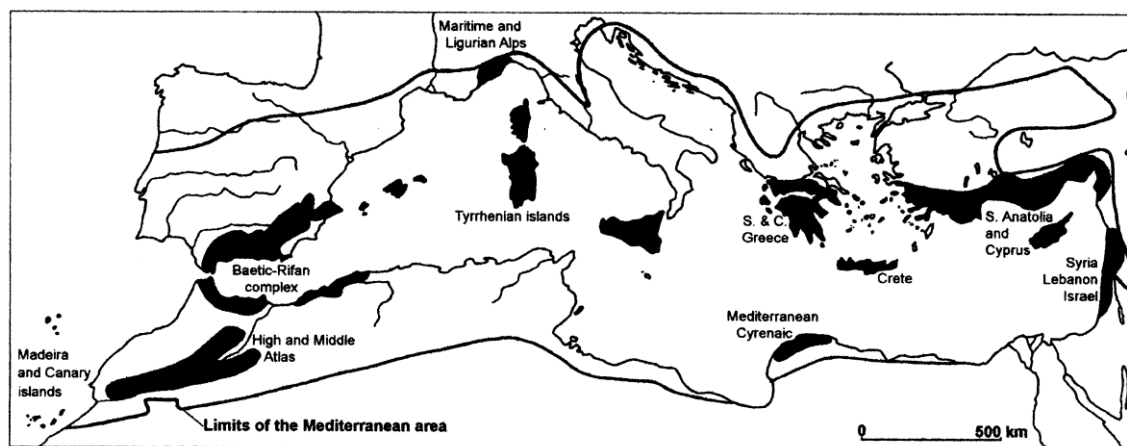 Maritime and
Ligurian Alps
Tyrrhenian islands
S. & C.
Greece
S. Anatolia
and
Cyprus
Crete
Syria
Lebanon
Israel
Baetic-Rifan
complex
Mediterranean
Cyrenaic
High and Middle
Atlas
Madeira
and Canary
islands
Limits of the Mediterranean area
0 500 km